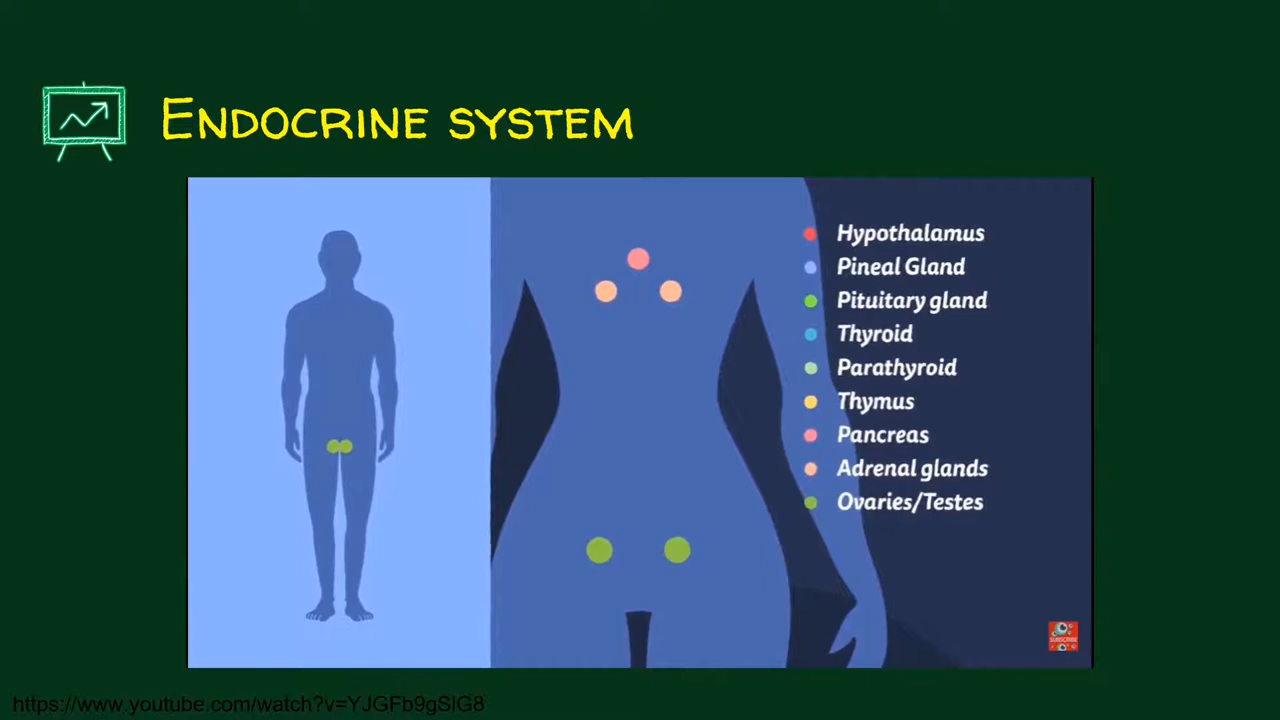 Endocrine system
Hypothalamus
Pineal Gland
Pituitary gland
Thyroid
Parathyroid
Thymus
Pancreas
Adrenal glands
Ovaries/Testes
SUBSCRIBE
https://www.youtube.com/watch?v=YJGFb9gSlG8